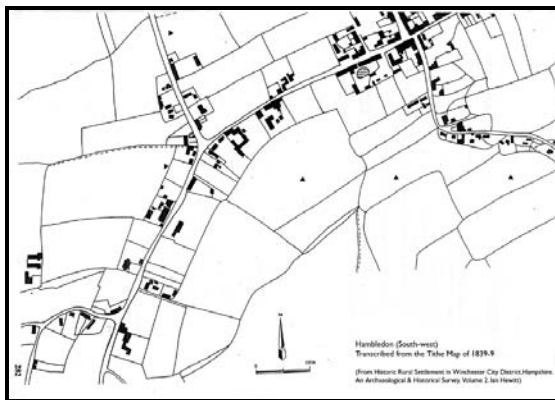 Hambledon (South-west)
Transcribed from the Tithe Map of 1839-9
(From Historic Rural Settlement in Winchester City District, Hampshire.
An Archaeological & Historical Survey. Volume 2. Ian Hewitt)
0